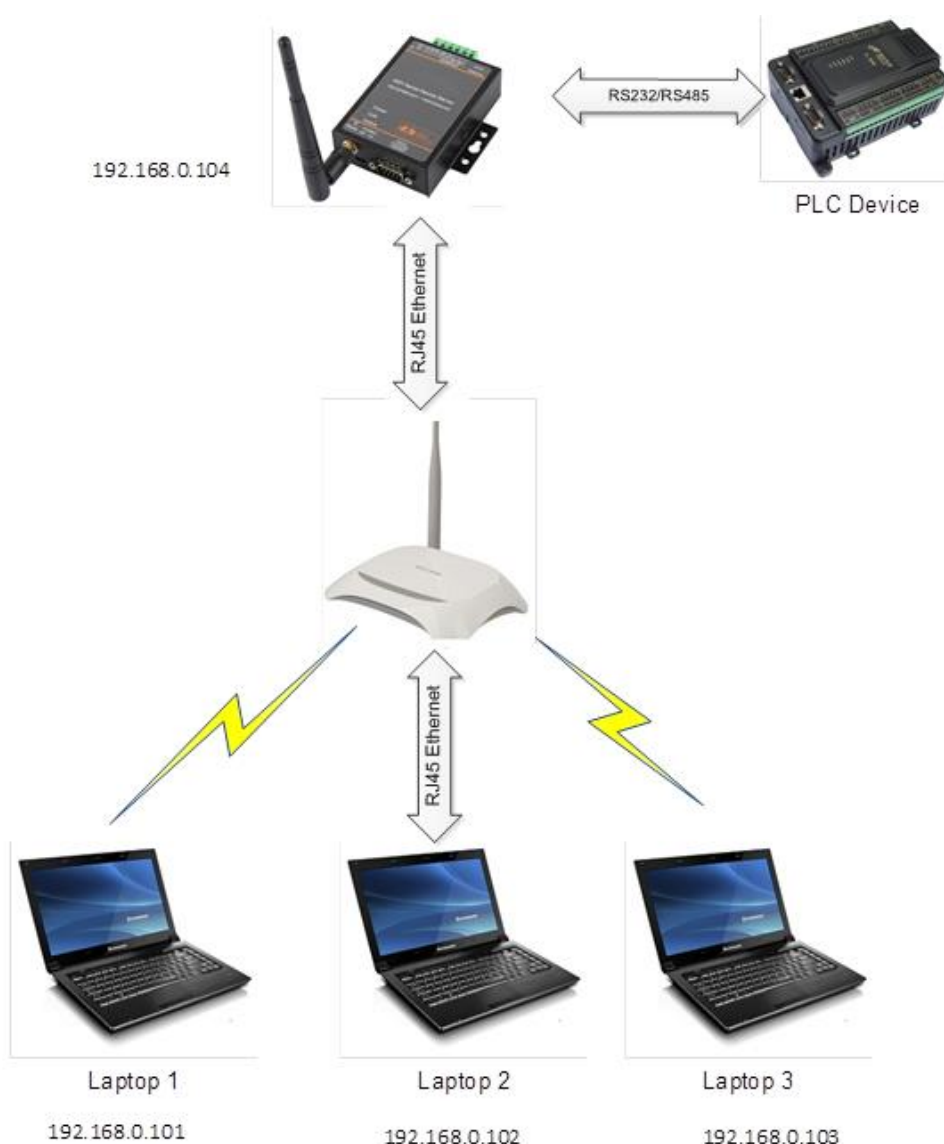 RS232/RS485
192.168.0.104
PLC Device
RJ45 Ethernet
RJ45 Ethernet
Laptop 1
Laptop 2
Laptop 3
192.168.0.101
192.168.0.102
192.168.0.103